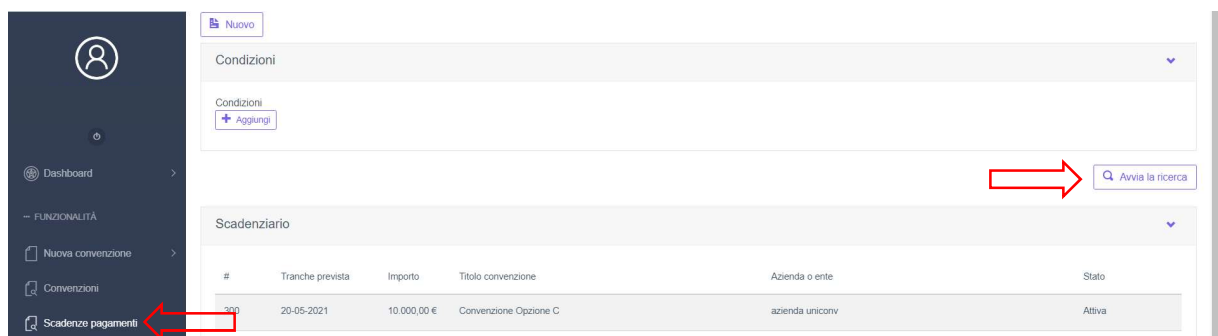 Nuovo
Condizioni
Condizioni
Aggiungi
Dashboard
Avvia la ricerca
FUNZIONALITÀ
Scadenziario
Nuova convenzione
# Tranche prevista Importo Titolo convenzione Azienda o ente Stato
Convenzioni
300 20-05-2021 10.000,00 € Convenzione Opzione C azienda uniconv Attiva
Scadenze pagamenti